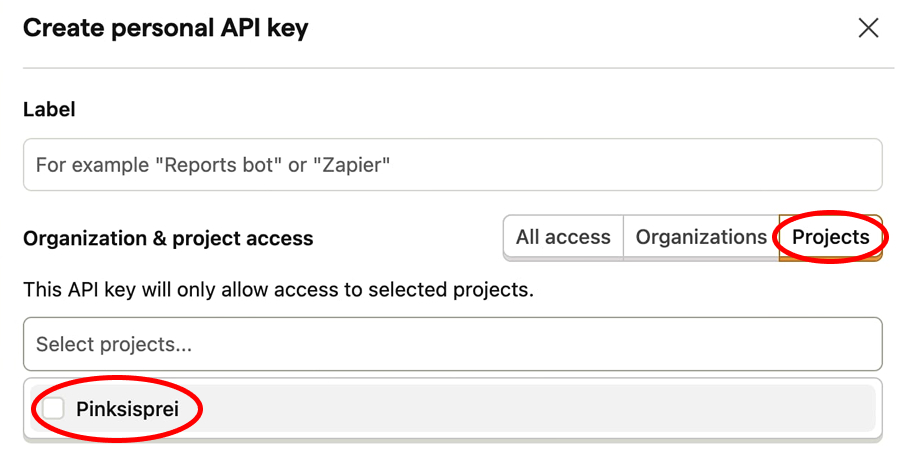 Create personal API key
Label
For example "Reports bot" or "Zapier"
Organization & project access
All access
Organizations
Projects
This API key will only allow access to selected projects.
Select projects...
Pinksisprei